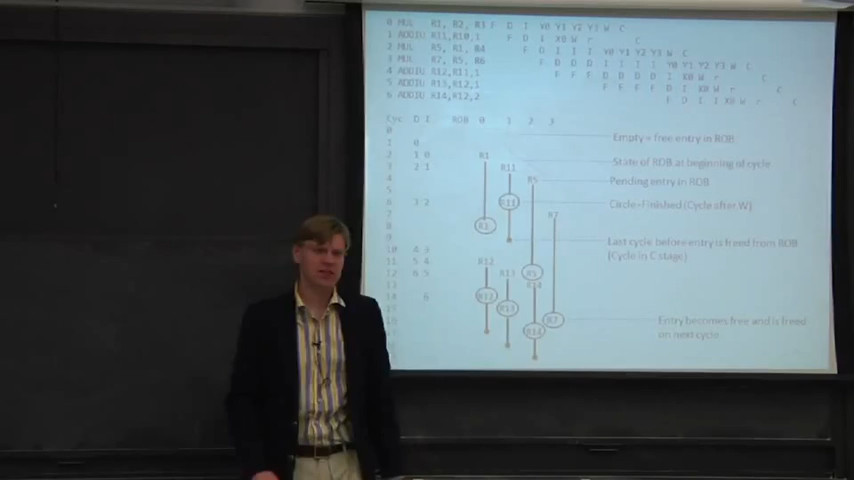 0 MUL R1, R2, R3 F D I Y0 Y1 Y2 Y3 W C
1 ADDIU R11,R10,1 F D I X0 W r C
2 MUL R5, R1, R4 F D I I I Y0 Y1 Y2 Y3 W C
3 MUL R7, R5, R6 F D D D I I I I Y0 Y1 Y2 Y3 W C
4 ADDIU R12,R11,1 F F F D D D D I X0 W r C
5 ADDIU R13,R12,1 F F F F D I X0 W r C
6 ADDIU R14,R12,2 F D I I X0 W r C
Cyc D I ROB 0 1 2 3
0
1 0
2 1 0 R1
3 2 1 R11
4 R5
5
6 3 2 R11
7 R7
8 R1
9
10 4 3
11 5 4 R12
12 6 5 R13 R5
13 R14
14 6 R12
R13
R14 R7
Empty = free entry in ROB
State of ROB at beginning of cycle
Pending entry in ROB
Circle=Finished (Cycle after W)
Last cycle before entry is freed from ROB
(Cycle in C stage)
Entry becomes free and is freed
on next cycle